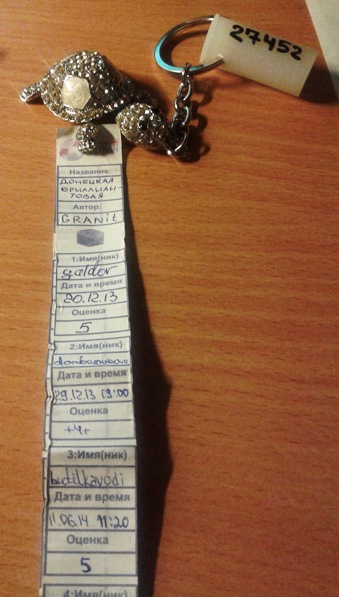 27452
Название:
ДОНЕЦКАЯ
БРИЛЛИАН-
ТОВАЯ
Автор:
GRANIt
1:Имя(ник)
galdor
Дата и время
20.12.13
Оценка
5
2:Имя(ник)
Дата и время
29.12.13 19:00
Оценка
+4+
3:Имя(ник)
butilkavodi
Дата и время
11.06.14 11:20
Оценка
5
4:Имя(ник)